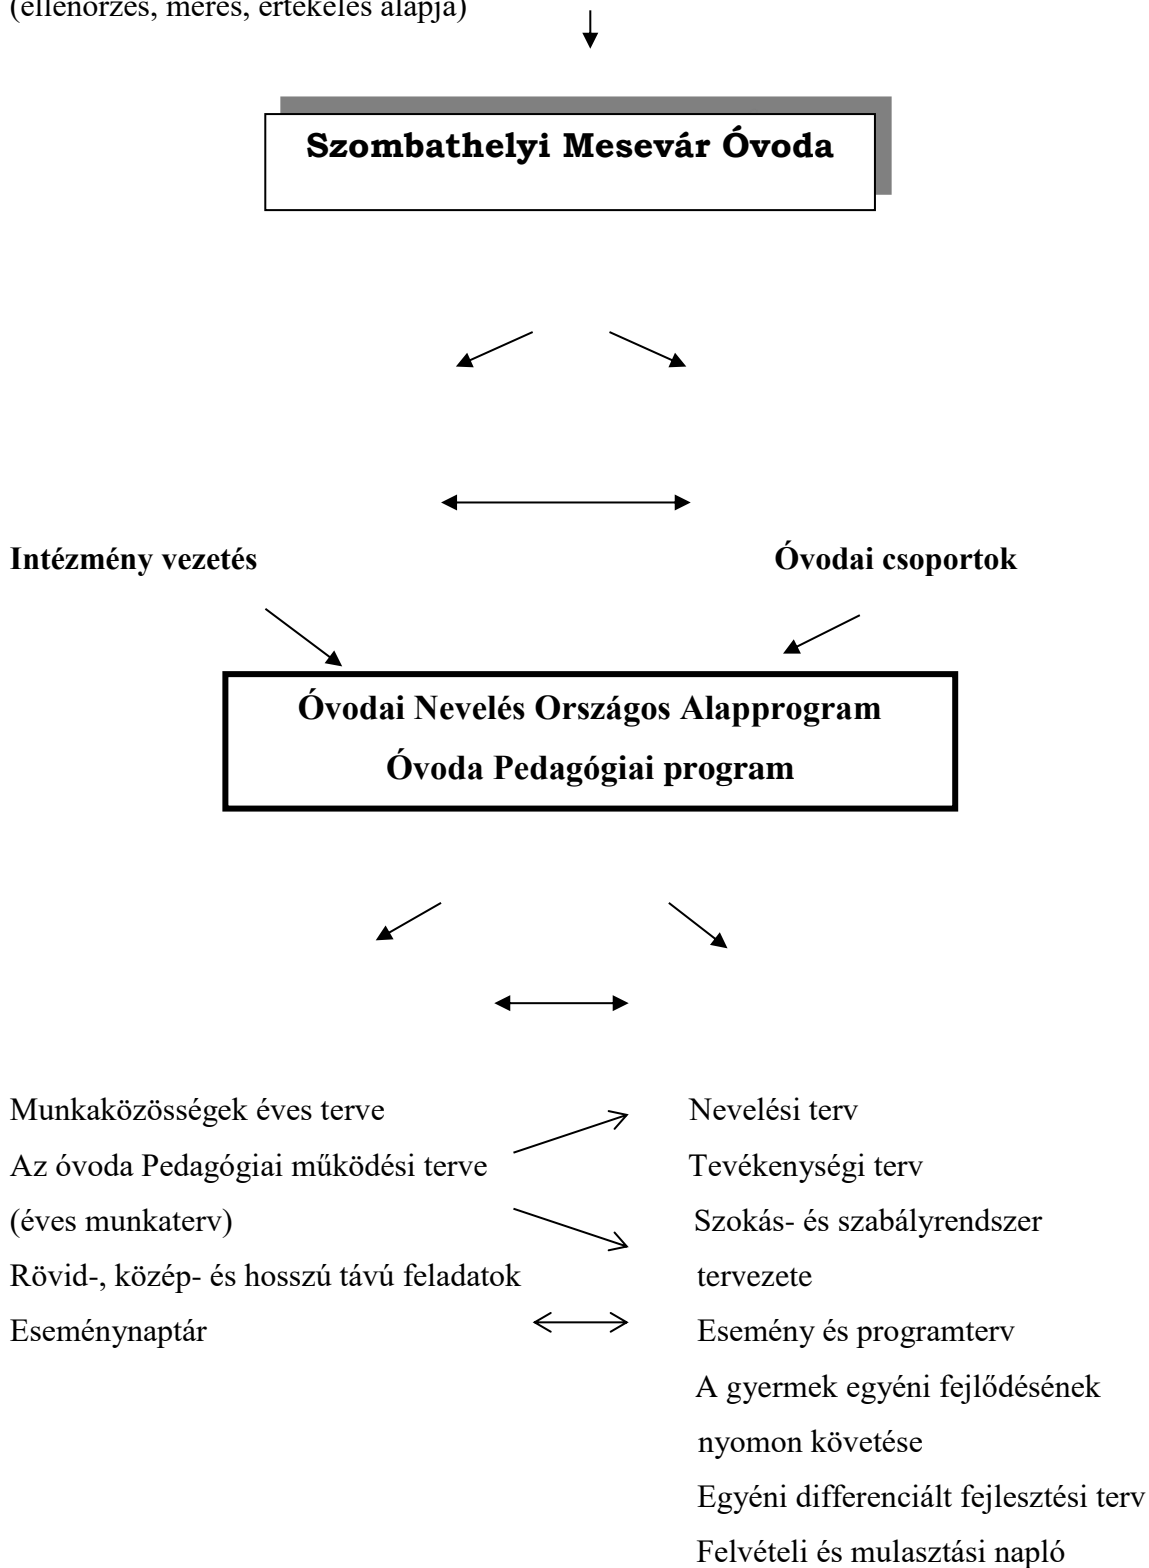 (ellenőrzés, mérés, értékelés alapja)
Szombathelyi Mesevár Óvoda
Intézmény vezetés
Óvodai csoportok
Óvodai Nevelés Országos Alapprogram
Óvoda Pedagógiai program
Munkaközösségek éves terve
Az óvoda Pedagógiai működési terve
(éves munkaterv)
Rövid-, közép- és hosszú távú feladatok
Eseménynaptár
Nevelési terv
Tevékenységi terv
Szokás- és szabályrendszer
tervezete
Esemény és programterv
A gyermek egyéni fejlődésének
nyomon követése
Egyéni differenciált fejlesztési terv
Felvételi és mulasztási napló